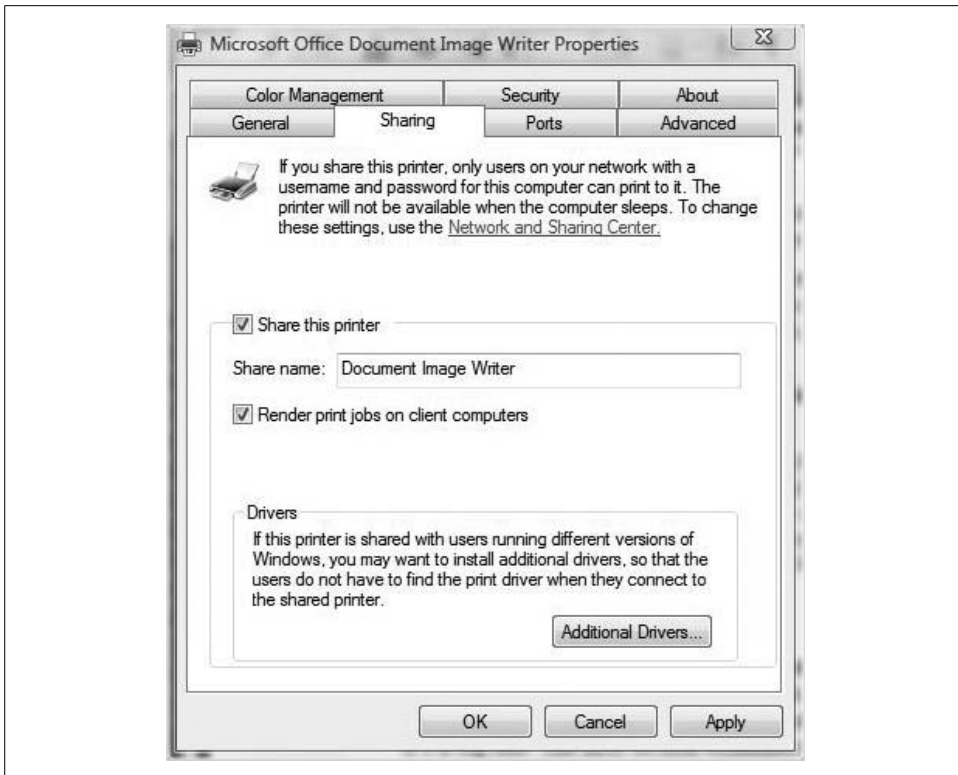 Microsoft Office Document Image Writer Properties
Color Management Security About
General Sharing Ports Advanced
If you share this printer, only users on your network with a
username and password for this computer can print to it. The
printer will not be available when the computer sleeps. To change
these settings, use the Network and Sharing Center.
Share this printer
Share name: Document Image Writer
Render print jobs on client computers
Drivers
If this printer is shared with users running different versions of
Windows, you may want to install additional drivers, so that the
users do not have to find the print driver when they connect to
the shared printer.
Additional Drivers...
OK Cancel Apply